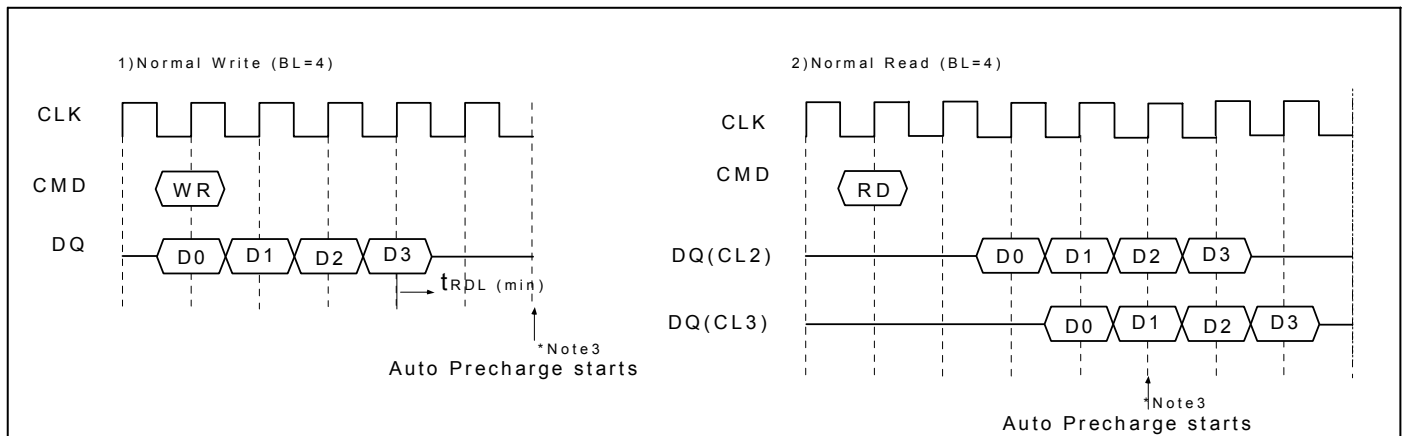 1)Normal Write (BL=4)
CLK
CMD
WR
DQ
D0 D1 D2 D3
tRDL (min)
*Note3
Auto Precharge starts
2)Normal Read (BL=4)
CLK
CMD
RD
DQ(CL2)
D0 D1 D2 D3
DQ(CL3)
D0 D1 D2 D3
*Note3
Auto Precharge starts